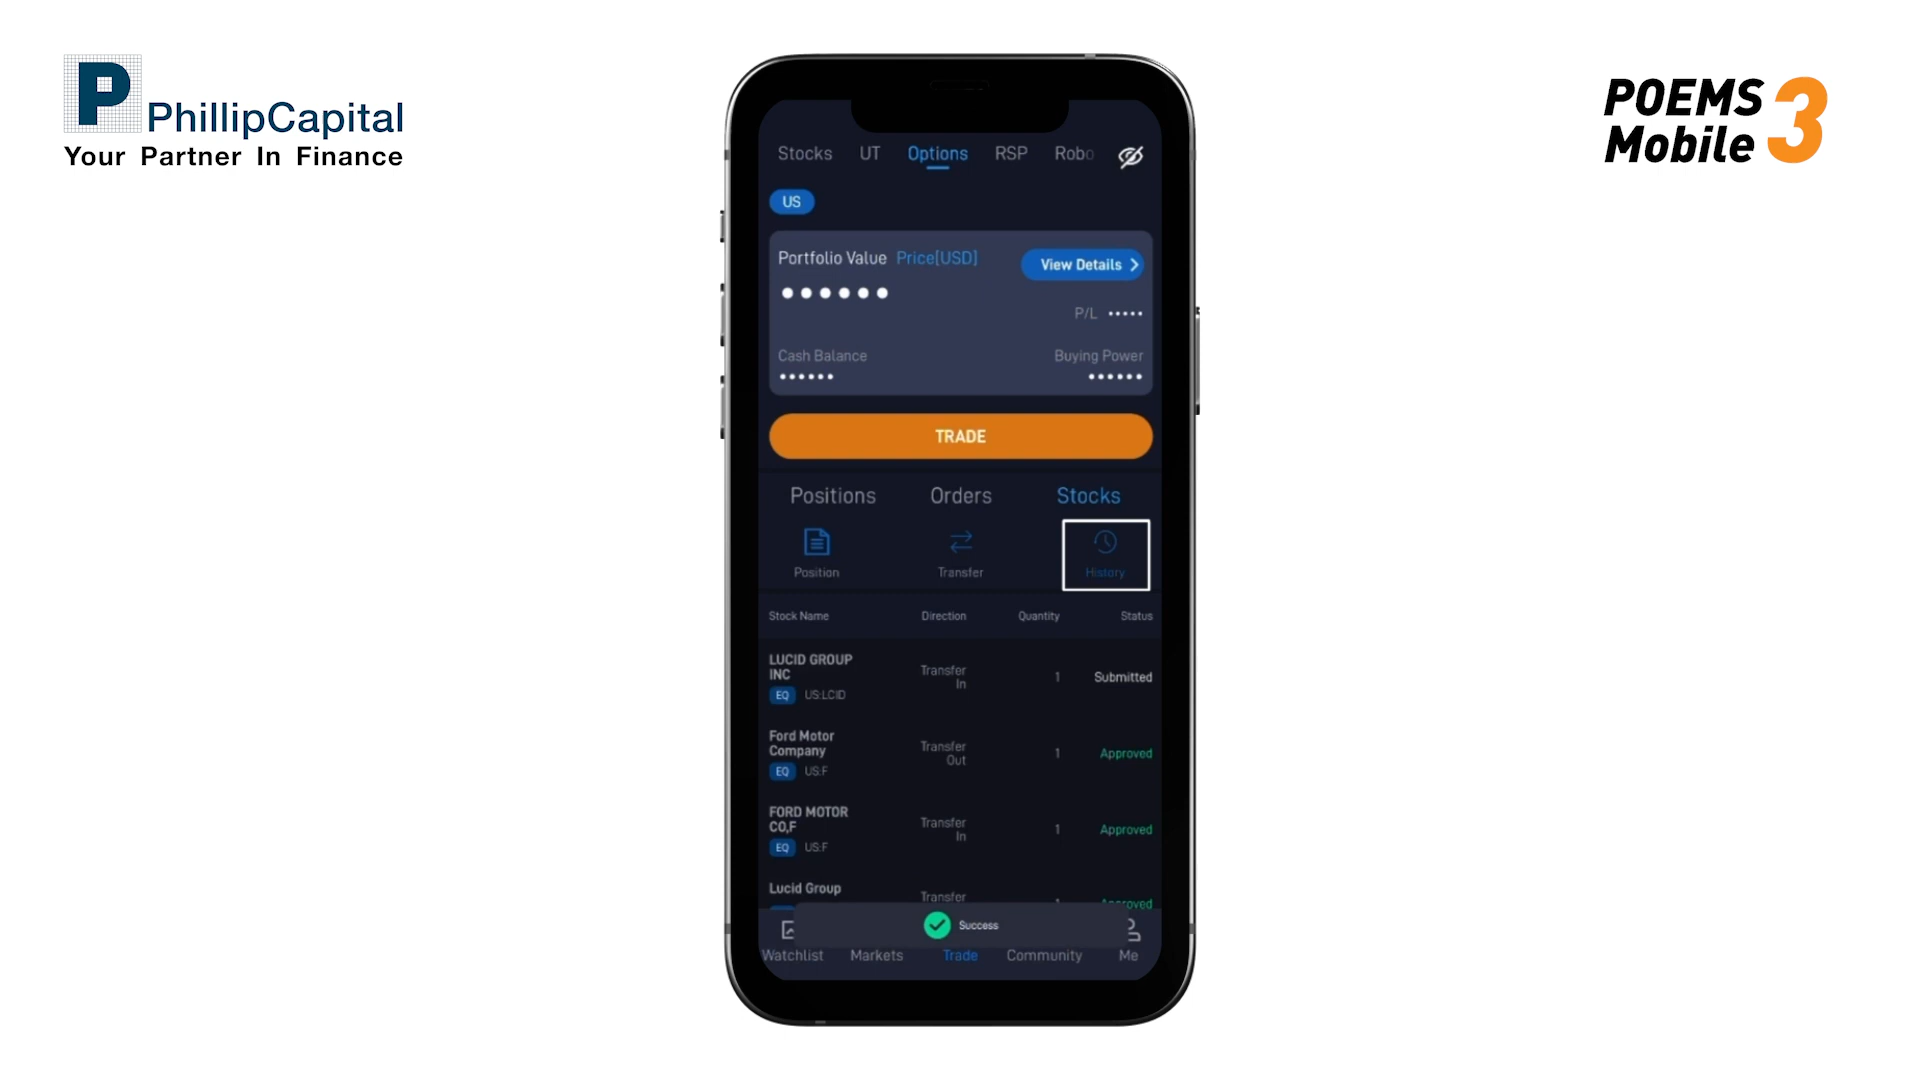 P PhillipCapital
Your Partner In Finance
POEMS
Mobile 3
Stocks UT Options RSP Robo
US
Portfolio Value Price[USD]
View Details >
P/L
Cash Balance Buying Power
TRADE
Positions Orders Stocks
Position Transfer History
Stock Name Direction Quantity Status
LUCID GROUP
INC
EQ US:LCID
Transfer
In
1
Submitted
Ford Motor
Company
EQ US:F
Transfer
Out
1
Approved
FORD MOTOR
CO,F
EQ US:F
Transfer
In
1
Approved
Lucid Group
Transfer
1
Approved
Success
Watchlist Markets Trade Community Me